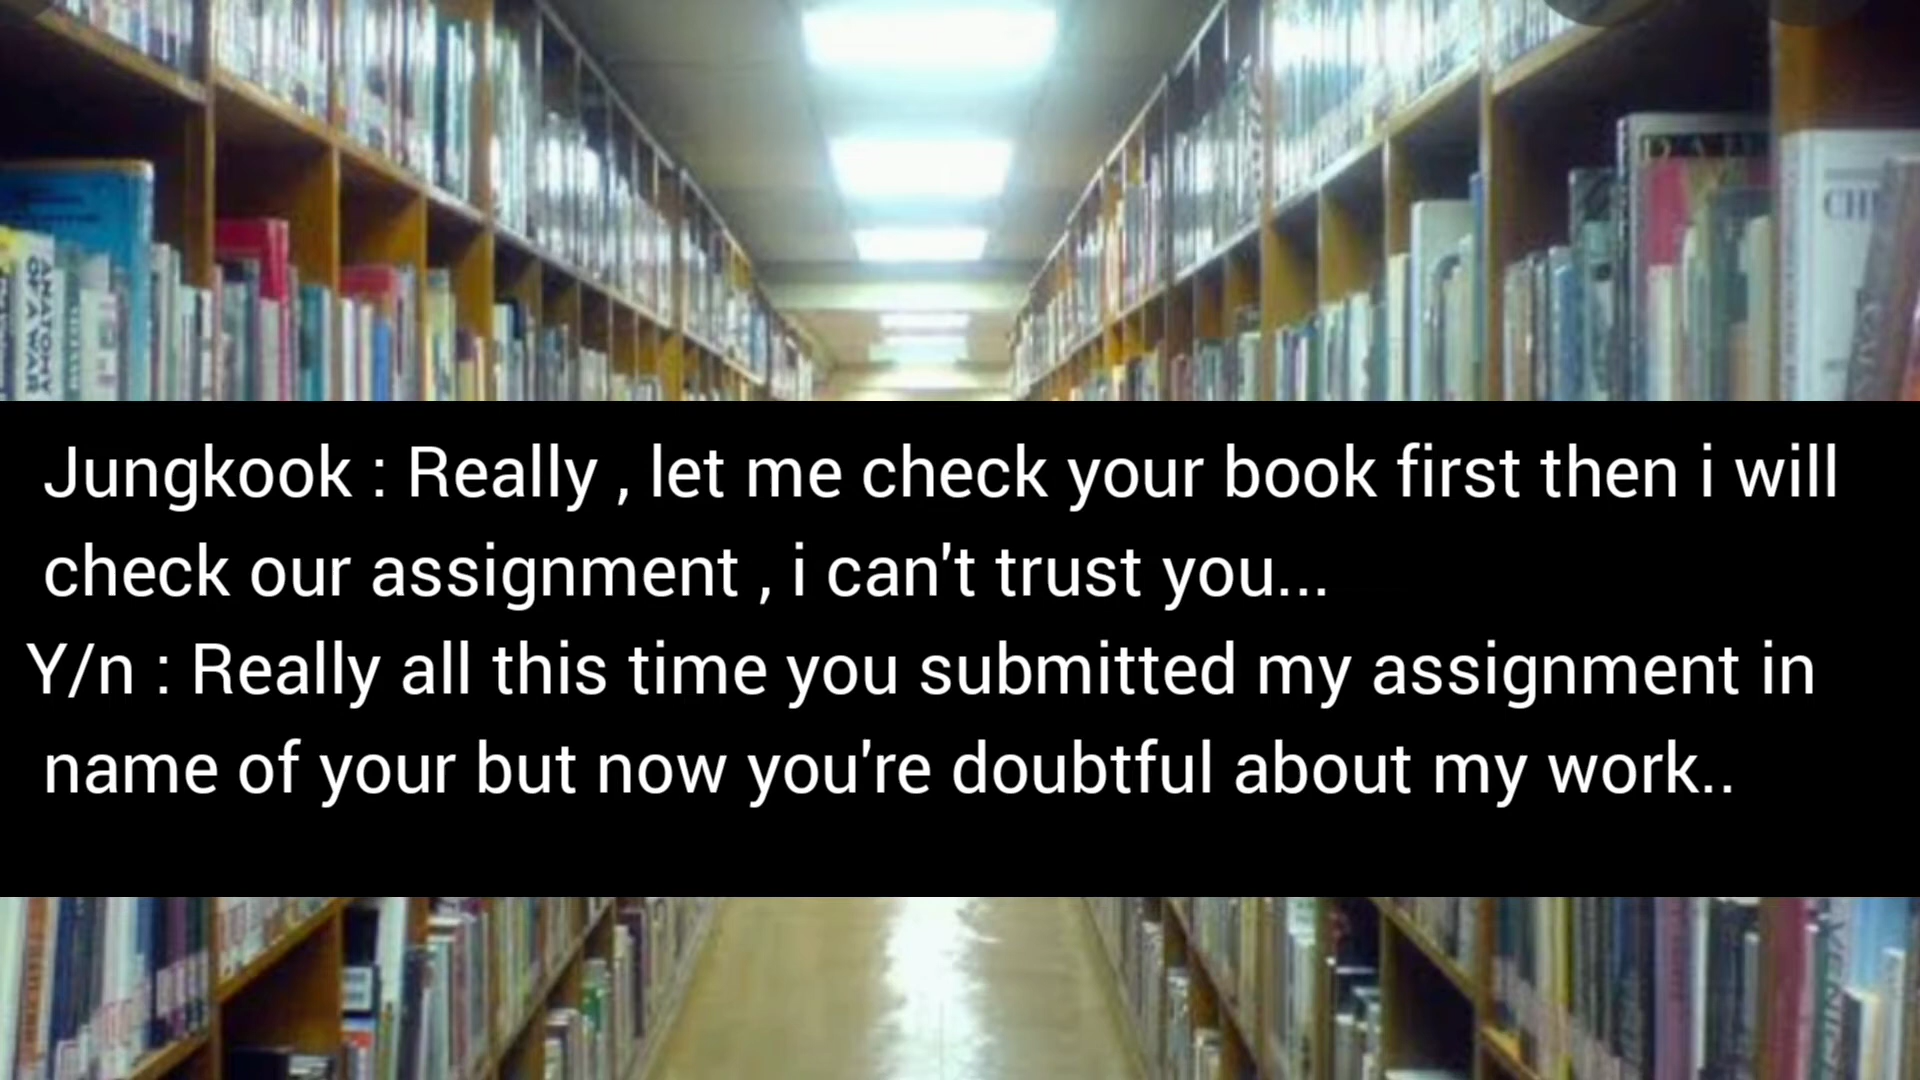 DAVI
CHI
ANATOMY
OF A WAR
Jungkook : Really , let me check your book first then i will
check our assignment , i can't trust you...
Y/n : Really all this time you submitted my assignment in
name of your but now you're doubtful about my work..